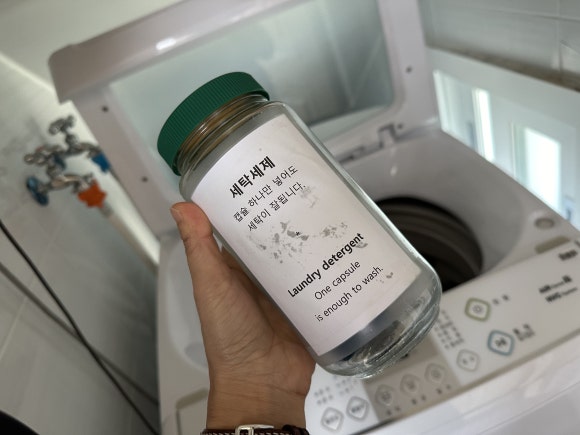 세탁세제
캡슐 하나만 넣어도
세탁이 잘됩니다.
Laundry detergent
One capsule
is enough to wash.